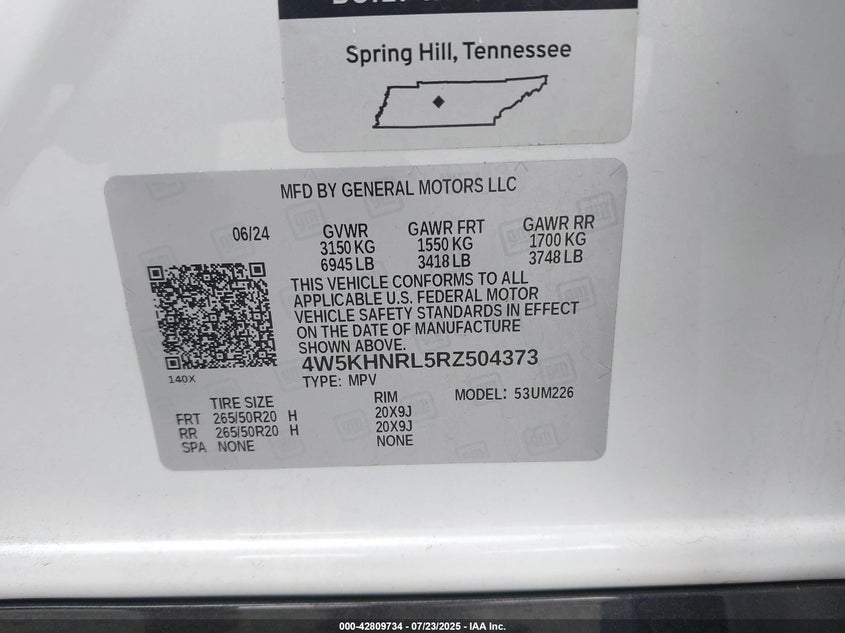 Spring Hill, Tennessee
MFD BY GENERAL MOTORS LLC
06/24 GVWR GAWR FRT GAWR RR
3150 KG 1550 KG 1700 KG
6945 LB 3418 LB 3748 LB
THIS VEHICLE CONFORMS TO ALL
APPLICABLE U.S. FEDERAL MOTOR
VEHICLE SAFETY STANDARDS IN EFFECT
ON THE DATE OF MANUFACTURE
SHOWN ABOVE.
4W5KHNRL5RZ504373
140X TYPE: MPV
TIRE SIZE RIM MODEL: 53UM226
FRT 265/50R20 H 20X9J
RR 265/50R20 H 20X9J
SPA NONE NONE
000-42809734 - 07/23/2025 - IAA Inc.